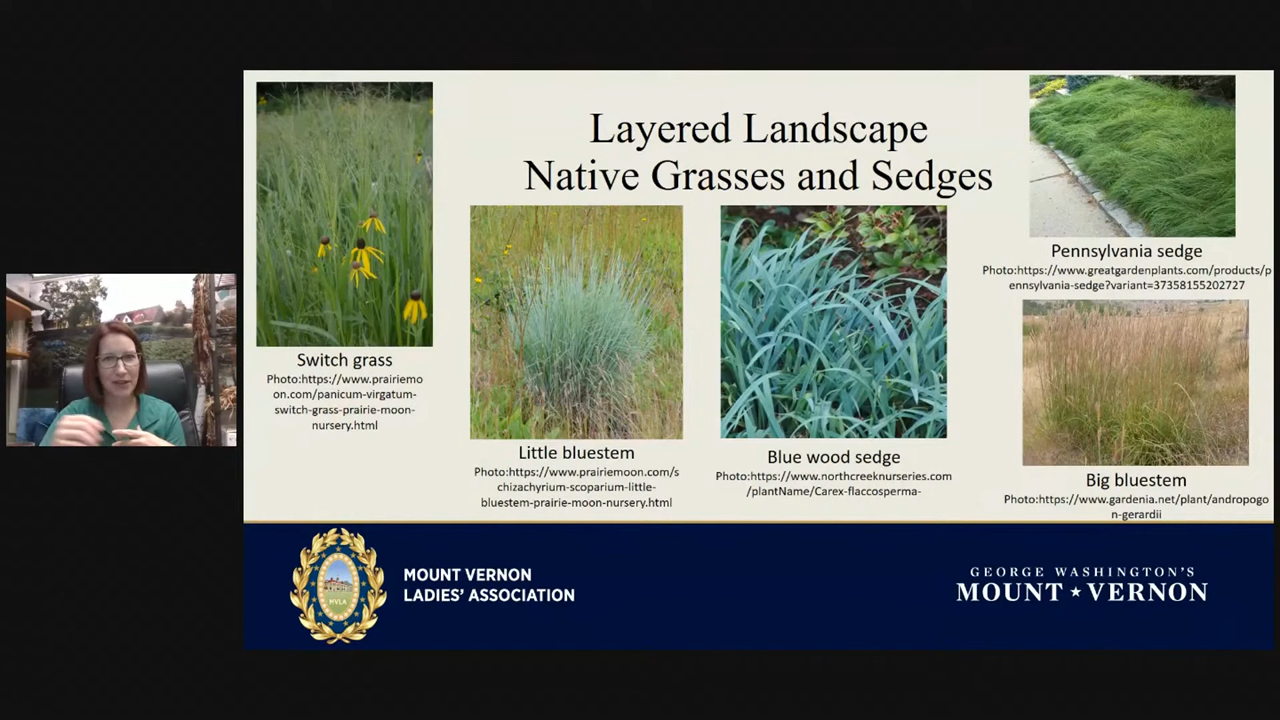 Layered Landscape
Native Grasses and Sedges
Switch grass
Photo:https://www.prairiemo
on.com/panicum-virgatum-
switch-grass-prairie-moon-
nursery.html
Little bluestem
Photo:https://www.prairiemoon.com/s
chizachyrium-scoparium-little-
bluestem-prairie-moon-nursery.html
Blue wood sedge
Photo:https://www.northcreeknurseries.com
/plantName/Carex-flaccosperma-
Pennsylvania sedge
Photo:https://www.greatgardenplants.com/products/p
ennsylvania-sedge?variant=37358155202727
Big bluestem
Photo:https://www.gardenia.net/plant/andropogo
n-gerardii
MVLA
MOUNT VERNON
LADIES' ASSOCIATION
GEORGE WASHINGTON'S
MOUNT★VERNON